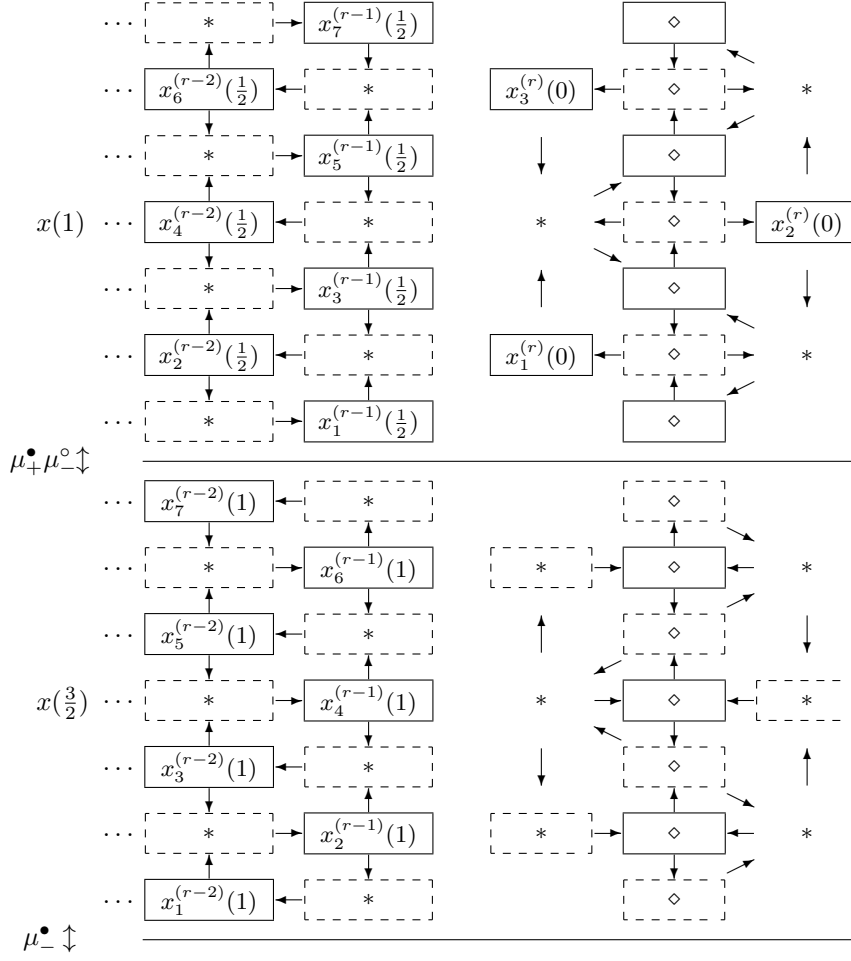 ··· * x_7^{(r-1)}(1/2) ◇
··· x_6^{(r-2)}(1/2) * x_3^{(r)}(0) ◇ *
··· * x_5^{(r-1)}(1/2) ◇
x(1) ··· x_4^{(r-2)}(1/2) * * ◇ x_2^{(r)}(0)
··· * x_3^{(r-1)}(1/2) ◇
··· x_2^{(r-2)}(1/2) * x_1^{(r)}(0) ◇ *
··· * x_1^{(r-1)}(1/2) ◇
μ_+^• μ_-^○ ↕
··· x_7^{(r-2)}(1) * ◇
··· * x_6^{(r-1)}(1) * ◇ *
··· x_5^{(r-2)}(1) * ◇
x(3/2) ··· * x_4^{(r-1)}(1) * ◇ *
··· x_3^{(r-2)}(1) * ◇
··· * x_2^{(r-1)}(1) * ◇ *
··· x_1^{(r-2)}(1) * ◇
μ_-^• ↕